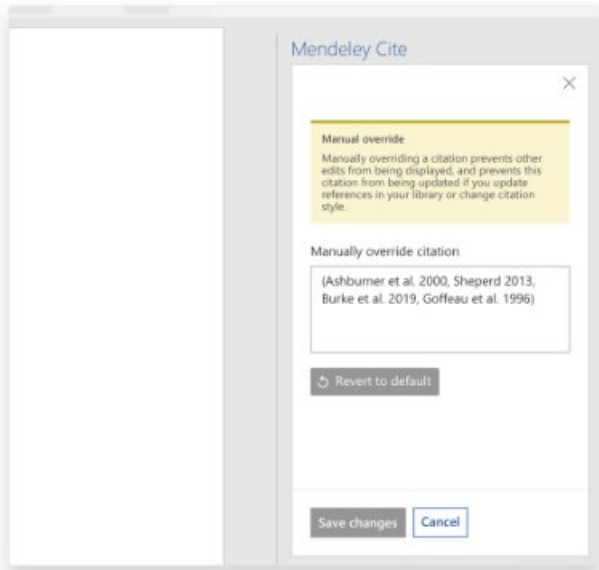 Mendeley Cite
Manual override
Manually overriding a citation prevents other
edits from being displayed, and prevents this
citation from being updated if you update
references in your library or change citation
style.
Manually override citation
(Ashburner et al. 2000, Sheperd 2013,
Burke et al. 2019, Goffeau et al. 1996)
Revert to default
Save changes
Cancel